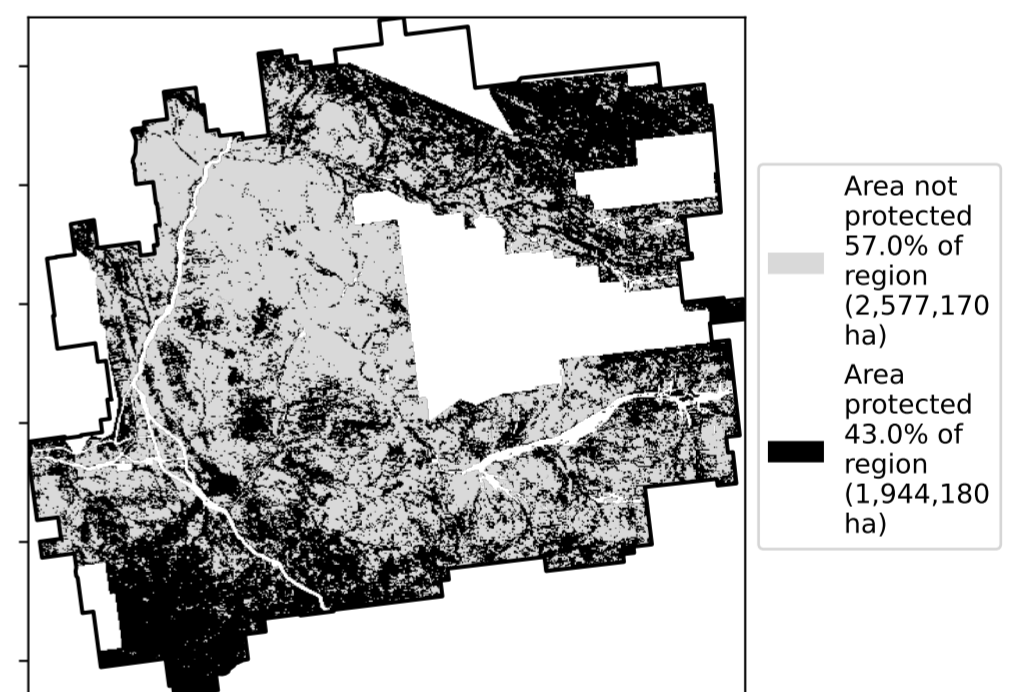 Area not
protected
57.0% of
region
(2,577,170
ha)
Area
protected
43.0% of
region
(1,944,180
ha)